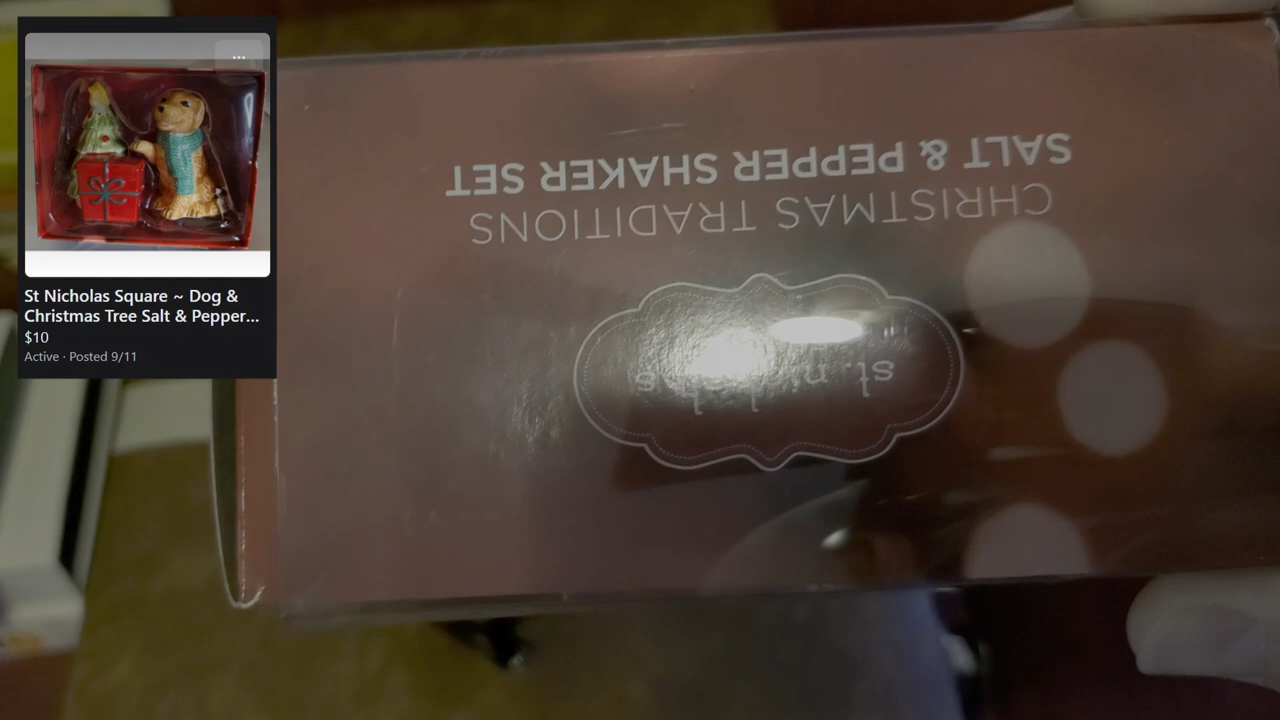 St Nicholas Square ~ Dog &
Christmas Tree Salt & Pepper...
$10
Active · Posted 9/11
st.
CHRISTMAS TRADITIONS
SALT & PEPPER SHAKER SET